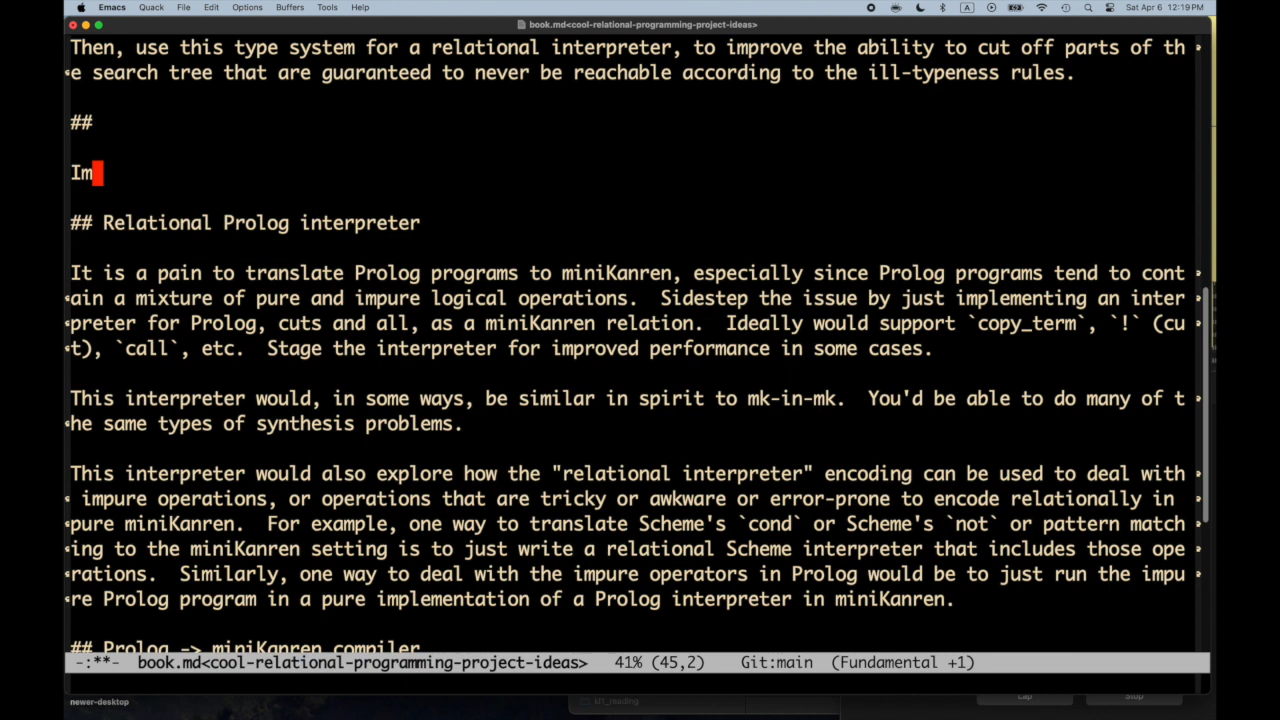 Emacs Quack File Edit Options Buffers Tools Help A Sat Apr 6 12:19 PM
book.md<cool-relational-programming-project-ideas>
Then, use this type system for a relational interpreter, to improve the ability to cut off parts of th
e search tree that are guaranteed to never be reachable according to the ill-typeness rules.
##
Im
## Relational Prolog interpreter
It is a pain to translate Prolog programs to miniKanren, especially since Prolog programs tend to cont
ain a mixture of pure and impure logical operations.  Sidestep the issue by just implementing an inter
preter for Prolog, cuts and all, as a miniKanren relation.  Ideally would support `copy_term`, `!` (cu
t), `call`, etc.  Stage the interpreter for improved performance in some cases.
This interpreter would, in some ways, be similar in spirit to mk-in-mk.  You'd be able to do many of t
he same types of synthesis problems.
This interpreter would also explore how the "relational interpreter" encoding can be used to deal with
 impure operations, or operations that are tricky or awkware or error-prone to encode relationally in
pure miniKanren.  For example, one way to translate Scheme's `cond` or Scheme's `not` or pattern match
ing to the miniKanren setting is to just write a relational Scheme interpreter that includes those ope
rations.  Similarly, one way to deal with the impure operators in Prolog would be to just run the impu
re Prolog program in a pure implementation of a Prolog interpreter in miniKanren.
## Prolog -> miniKanren compiler
-:**-  book.md<cool-relational-programming-project-ideas>   41% (45,2)   Git:main  (Fundamental +1)
newer-desktop kf1_reading Lap Stop